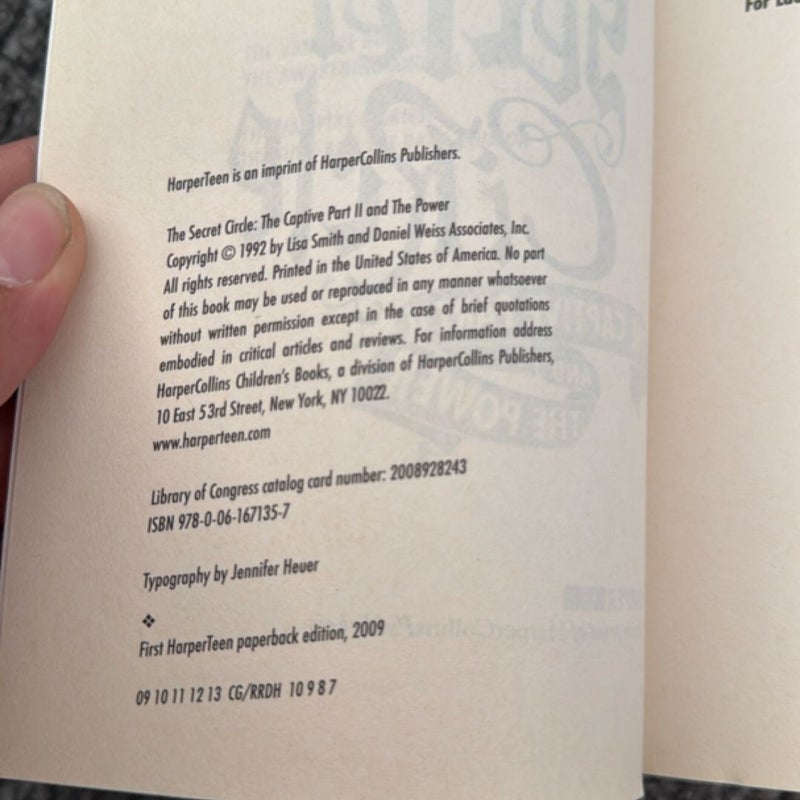 HarperTeen is an imprint of HarperCollins Publishers.
The Secret Circle: The Captive Part II and The Power
Copyright © 1992 by Lisa Smith and Daniel Weiss Associates, Inc.
All rights reserved. Printed in the United States of America. No part
of this book may be used or reproduced in any manner whatsoever
without written permission except in the case of brief quotations
embodied in critical articles and reviews. For information address
HarperCollins Children's Books, a division of HarperCollins Publishers,
10 East 53rd Street, New York, NY 10022.
www.harperteen.com
Library of Congress catalog card number: 2008928243
ISBN 978-0-06-167135-7
Typography by Jennifer Heuer
❖
First HarperTeen paperback edition, 2009
09 10 11 12 13 CG/RRDH 10 9 8 7
For